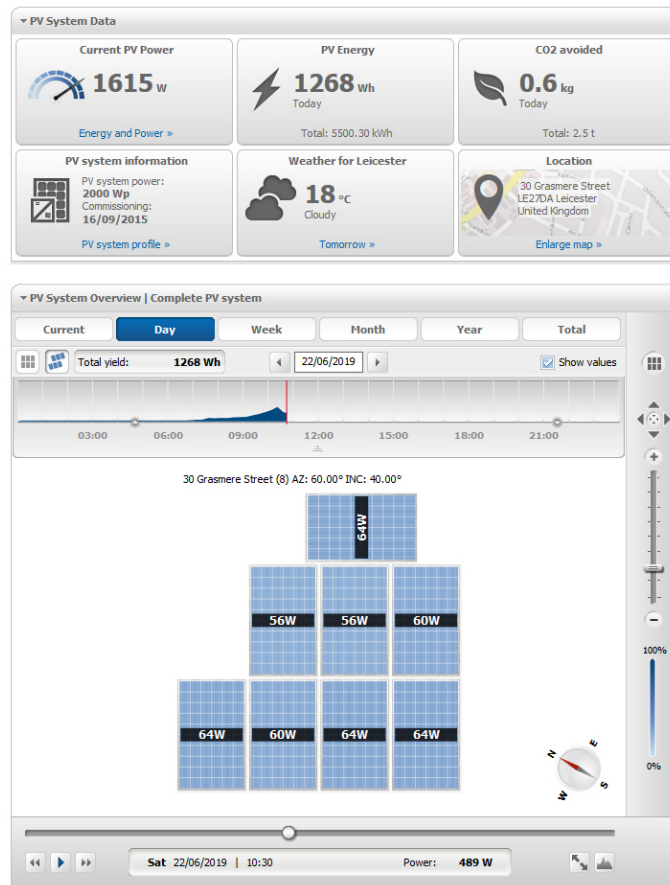 PV System Data
Current PV Power
1615 W
Energy and Power »
PV Energy
1268 Wh
Today
Total: 5500.30 kWh
CO2 avoided
0.6 kg
Today
Total: 2.5 t
PV system information
PV system power:
2000 Wp
Commissioning:
16/09/2015
PV system profile »
Weather for Leicester
18 °C
Cloudy
Tomorrow »
Location
30 Grasmere Street
LE27DA Leicester
United Kingdom
Enlarge map »
PV System Overview | Complete PV system
Current Day Week Month Year Total
Total yield: 1268 Wh 22/06/2019 Show values
03:00 06:00 09:00 12:00 15:00 18:00 21:00
30 Grasmere Street (8) AZ: 60.00° INC: 40.00°
64W
56W 56W 60W
64W 60W 64W 64W
100%
0%
N E
W S
Sat 22/06/2019 | 10:30 Power: 489 W